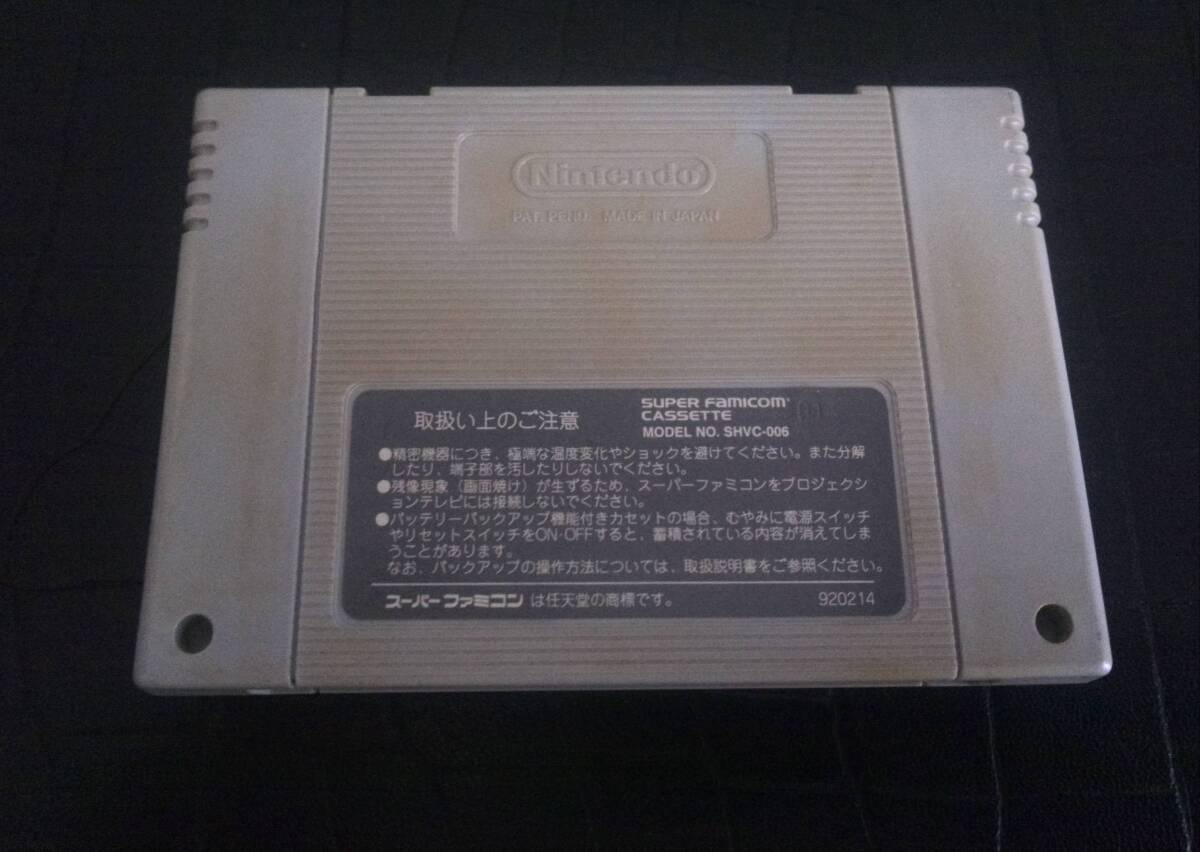 Nintendo
PAT. PEND. MADE IN JAPAN
取扱い上のご注意
SUPER FAMICOM
CASSETTE
MODEL NO. SHVC-006
●精密機器につき、極端な温度変化やショックを避けてください。また分解
したり、端子部を汚したりしないでください。
●残像現象（画面焼け）が生ずるため、スーパーファミコンをプロジェクシ
ョンテレビには接続しないでください。
●バッテリーバックアップ機能付きカセットの場合、むやみに電源スイッチ
やリセットスイッチをON・OFFすると、蓄積されている内容が消えてしま
うことがあります。
なお、バックアップの操作方法については、取扱説明書をご参照ください。
スーパーファミコン は任天堂の商標です。
920214